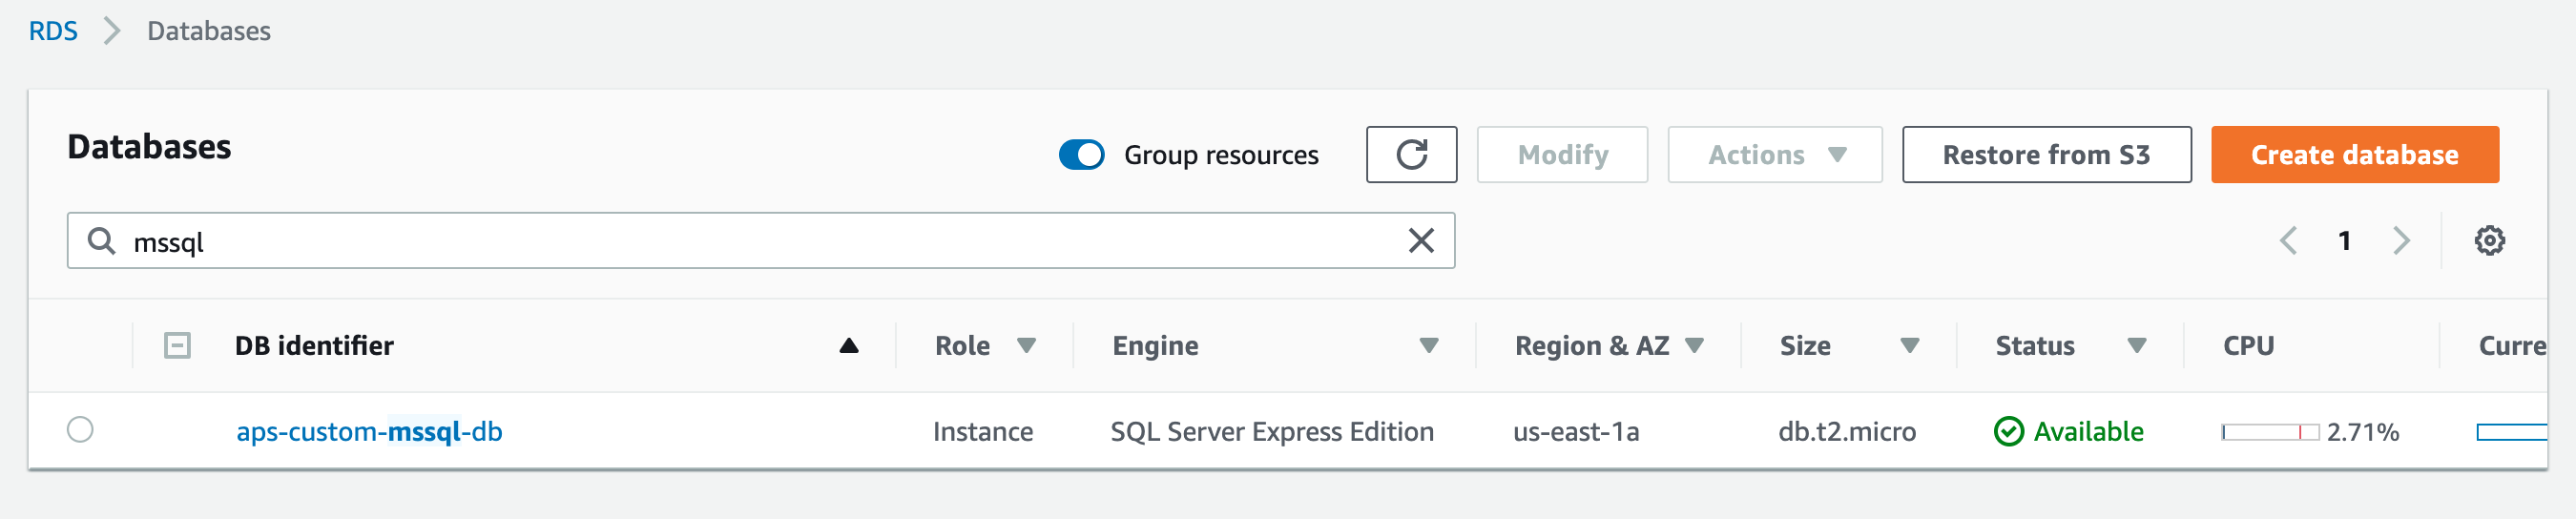 RDS > Databases
Databases
Group resources
Modify
Actions
Restore from S3
Create database
mssql
1
DB identifier Role Engine Region & AZ Size Status CPU Curre
aps-custom-mssql-db Instance SQL Server Express Edition us-east-1a db.t2.micro Available 2.71%